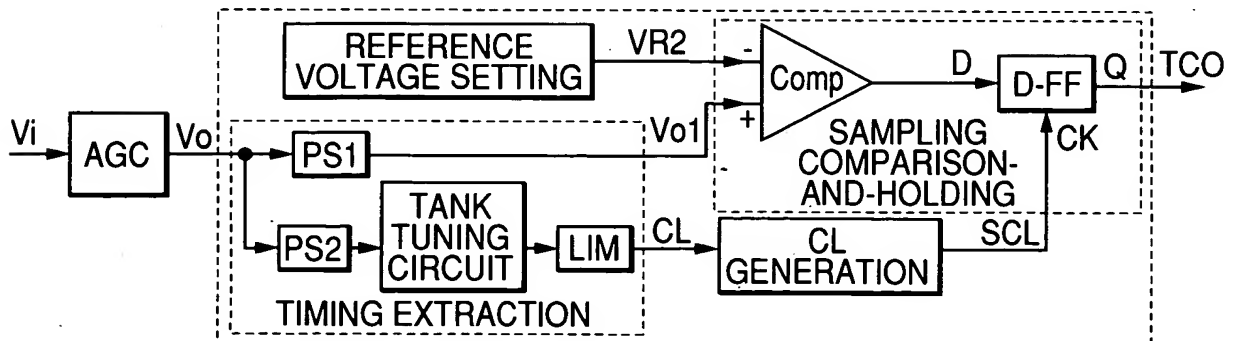 REFERENCE
VOLTAGE SETTING
VR2
-
Comp
+
D
D-FF
Q
TCO
CK
SAMPLING
COMPARISON-
AND-HOLDING
Vi
AGC
Vo
PS1
Vo1
PS2
TANK
TUNING
CIRCUIT
LIM
CL
CL
GENERATION
SCL
TIMING EXTRACTION